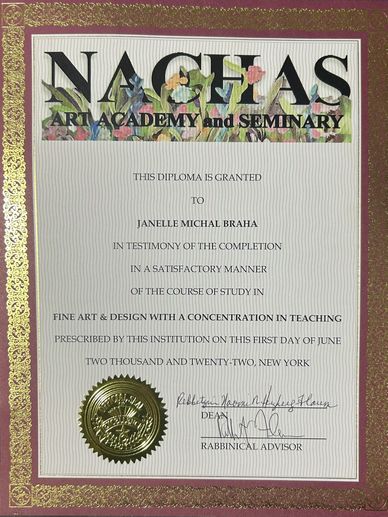 NACHAS
ART ACADEMY and SEMINARY
THIS DIPLOMA IS GRANTED
TO
JANELLE MICHAL BRAHA
IN TESTIMONY OF THE COMPLETION
IN A SATISFACTORY MANNER
OF THE COURSE OF STUDY IN
FINE ART & DESIGN WITH A CONCENTRATION IN TEACHING
PRESCRIBED BY THIS INSTITUTION ON THIS FIRST DAY OF JUNE
TWO THOUSAND AND TWENTY-TWO, NEW YORK
DEAN
RABBINICAL ADVISOR